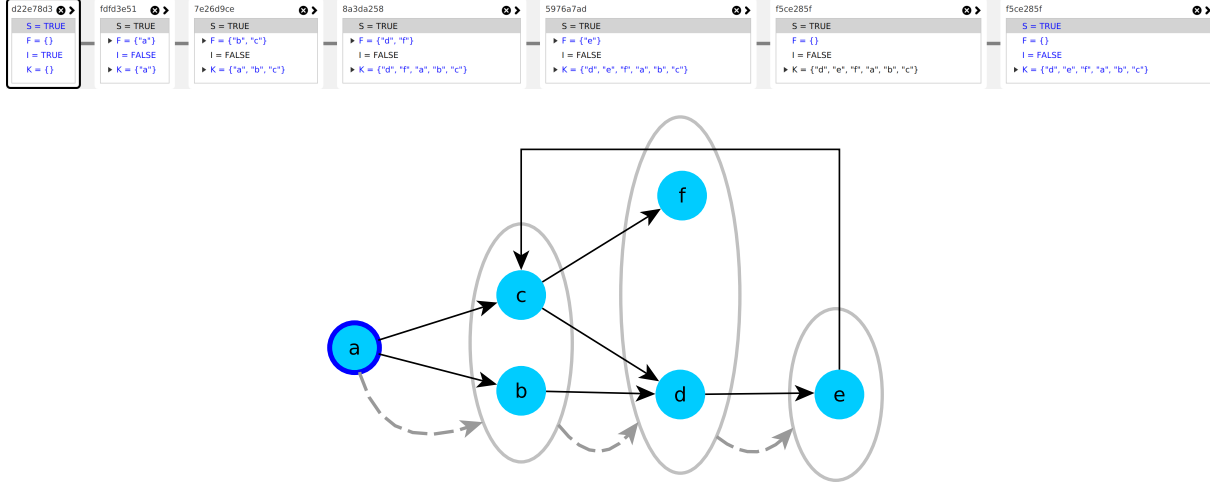 d22e78d3
S = TRUE
F = {}
I = TRUE
K = {}
fdfd3e51
S = TRUE
F = {"a"}
I = FALSE
K = {"a"}
7e26d9ce
S = TRUE
F = {"b", "c"}
I = FALSE
K = {"a", "b", "c"}
8a3da258
S = TRUE
F = {"d", "f"}
I = FALSE
K = {"d", "f", "a", "b", "c"}
5976a7ad
S = TRUE
F = {"e"}
I = FALSE
K = {"d", "e", "f", "a", "b", "c"}
f5ce285f
S = TRUE
F = {}
I = FALSE
K = {"d", "e", "f", "a", "b", "c"}
f5ce285f
S = TRUE
F = {}
I = FALSE
K = {"d", "e", "f", "a", "b", "c"}
f
c
a
b
d
e